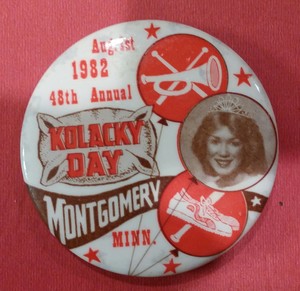 August
1982
48th Annual
KOLACKY
DAY
MONTGOMERY
MINN.